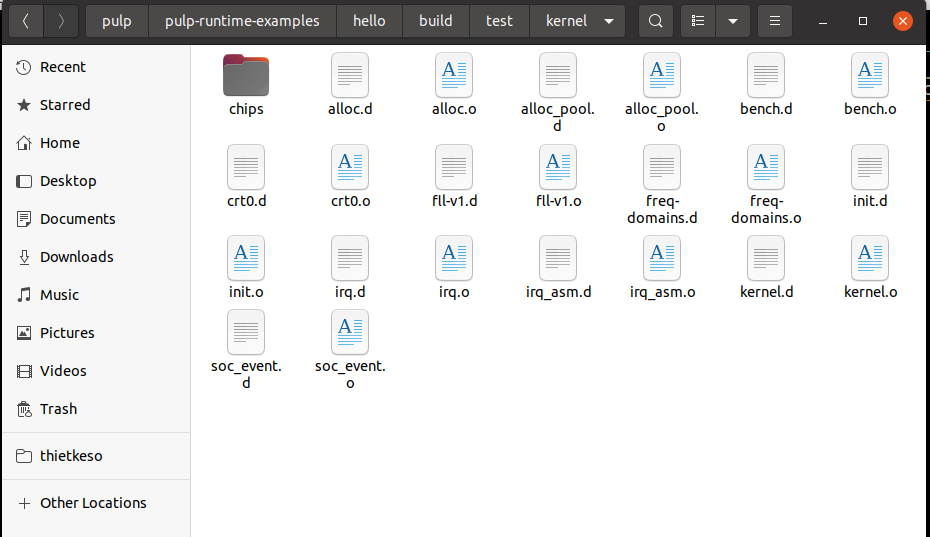 pulp pulp-runtime-examples hello build test kernel
Recent
Starred
Home
Desktop
Documents
Downloads
Music
Pictures
Videos
Trash
thietkeso
Other Locations
chips alloc.d alloc.o alloc_pool.d alloc_pool.o bench.d bench.o
crt0.d crt0.o fll-v1.d fll-v1.o freq-domains.d freq-domains.o init.d
init.o irq.d irq.o irq_asm.d irq_asm.o kernel.d kernel.o
soc_event.d soc_event.o